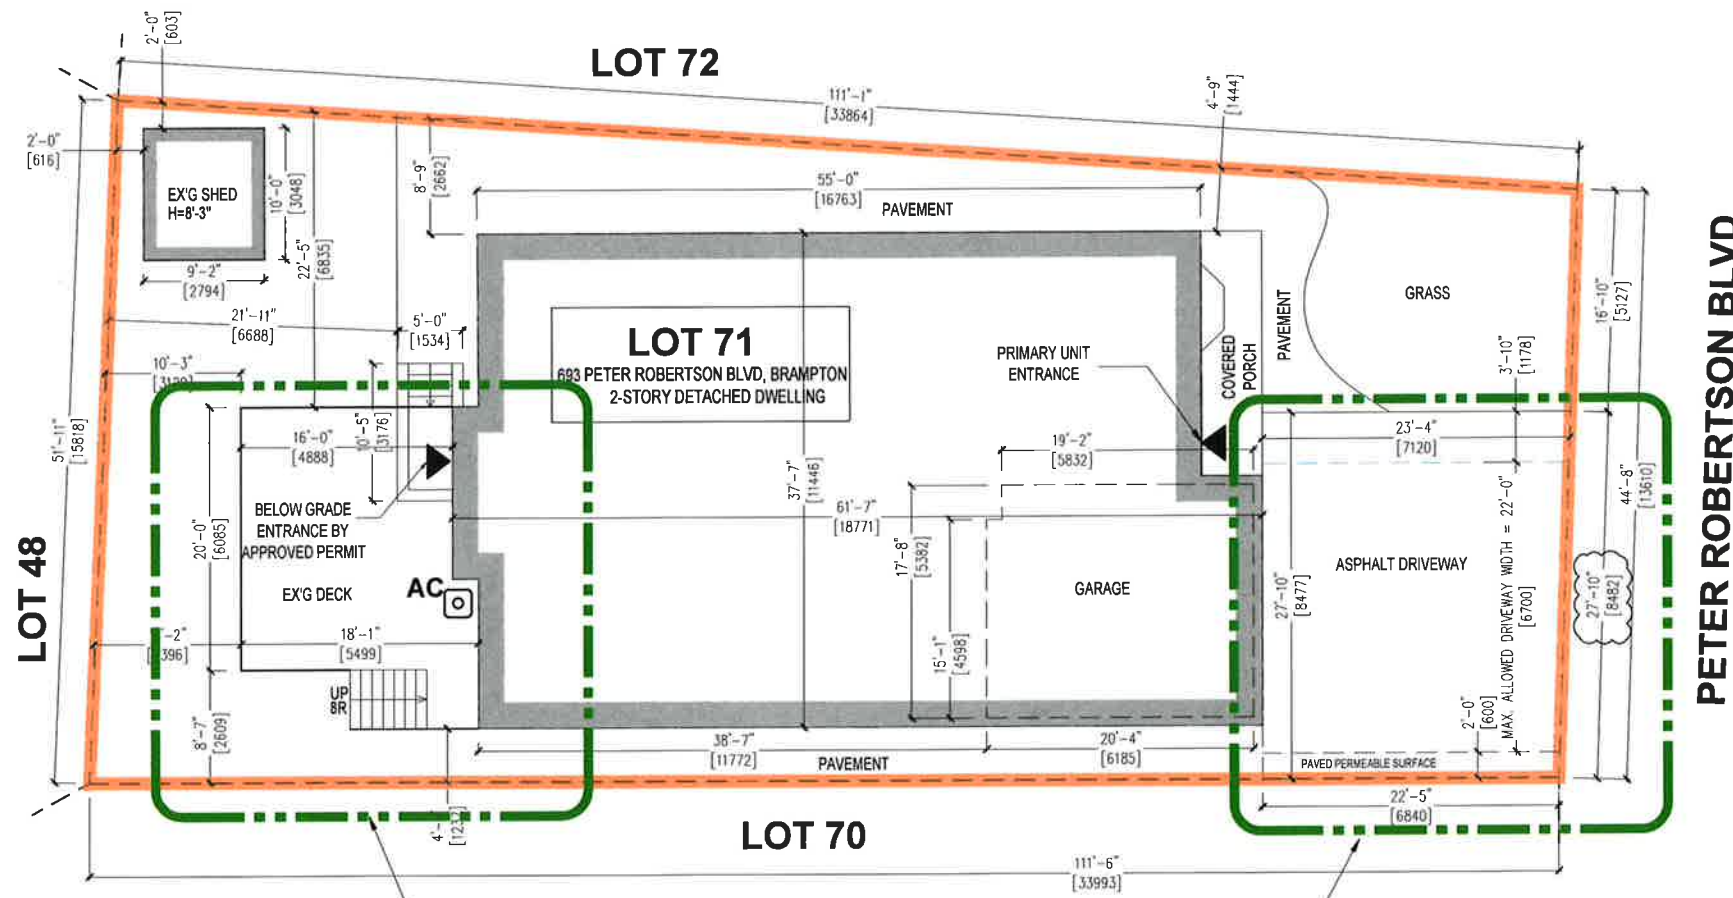 2'-0"
[603]
LOT 72
111'-1"
[33864]
4'-9"
[1444]
2'-0"
[616]
EX'G SHED
H=8'-3"
10'-0"
[3048]
9'-2"
[2794]
22'-5"
[6835]
8'-9"
[2662]
55'-0"
[16763]
PAVEMENT
GRASS
16'-10"
[5127]
PETER ROBERTSON BLVD
21'-11"
[6688]
5'-0"
[1534]
LOT 71
693 PETER ROBERTSON BLVD, BRAMPTON
2-STORY DETACHED DWELLING
PRIMARY UNIT
ENTRANCE
COVERED
PORCH
PAVEMENT
3'-10"
[1178]
10'-3"
51'-11"
[15818]
16'-0"
[4888]
10'-5"
[3176]
37'-7"
[11446]
19'-2"
[5832]
23'-4"
[7120]
44'-8"
[13610]
BELOW GRADE
ENTRANCE BY
APPROVED PERMIT
20'-0"
[6085]
61'-7"
[18771]
17'-8"
[5382]
LOT 48
EX'G DECK
AC
GARAGE
27'-10"
[8477]
ASPHALT DRIVEWAY
MAX. ALLOWED DRIVEWAY WIDTH = 22'-0"
[6700]
27'-10"
[8482]
18'-1"
[5499]
15'-1"
[4598]
UP
8R
8'-7"
[2609]
2'-0"
[600]
38'-7"
[11772]
PAVEMENT
20'-4"
[6185]
PAVED PERMEABLE SURFACE
22'-5"
[6840]
LOT 70
111'-6"
[33993]